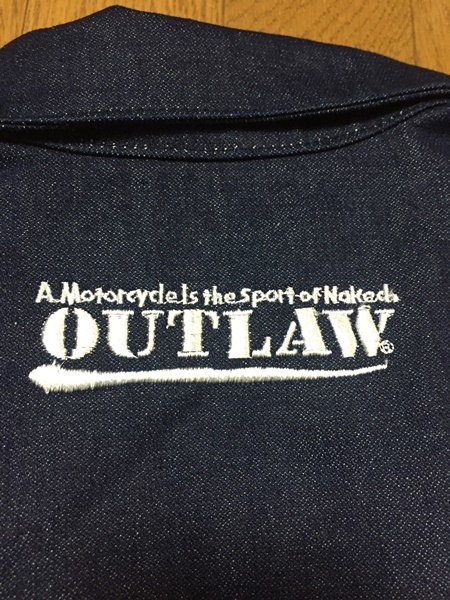 A.Motorcycle Is the Sport of Naked.
OUTLAW®